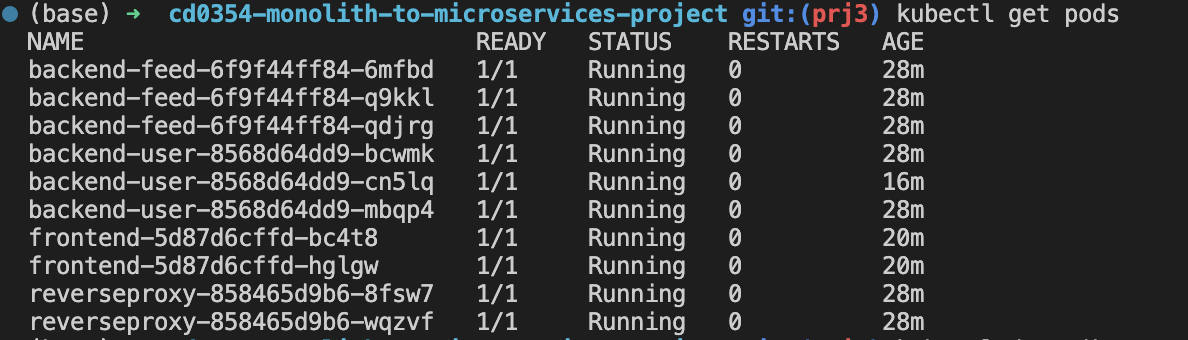 (base) → cd0354-monolith-to-microservices-project git:(prj3) kubectl get pods
NAME READY STATUS RESTARTS AGE
backend-feed-6f9f44ff84-6mfbd 1/1 Running 0 28m
backend-feed-6f9f44ff84-q9kkl 1/1 Running 0 28m
backend-feed-6f9f44ff84-qdjrg 1/1 Running 0 28m
backend-user-8568d64dd9-bcwmk 1/1 Running 0 28m
backend-user-8568d64dd9-cn5lq 1/1 Running 0 16m
backend-user-8568d64dd9-mbqp4 1/1 Running 0 28m
frontend-5d87d6cffd-bc4t8 1/1 Running 0 20m
frontend-5d87d6cffd-hglgw 1/1 Running 0 20m
reverseproxy-858465d9b6-8fsw7 1/1 Running 0 28m
reverseproxy-858465d9b6-wqzvf 1/1 Running 0 28m